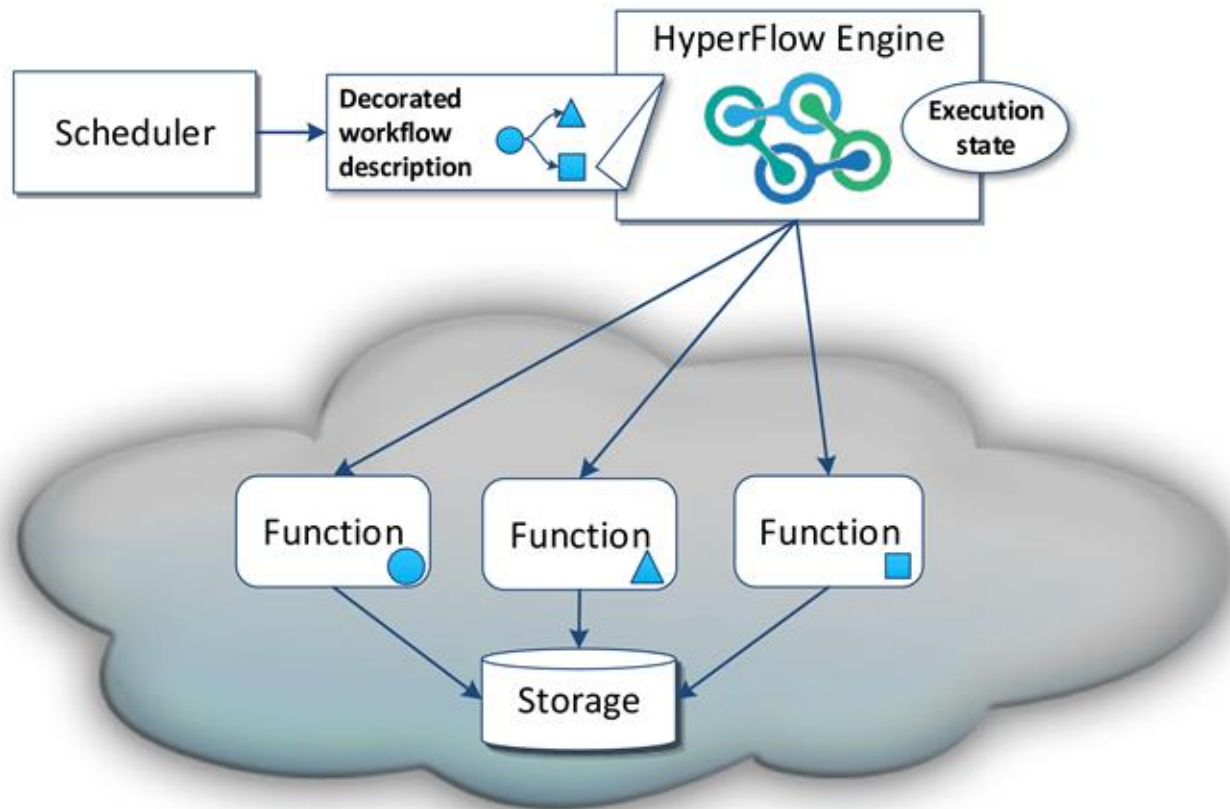 HyperFlow Engine
Scheduler
Decorated
workflow
description
Execution
state
Function
Function
Function
Storage